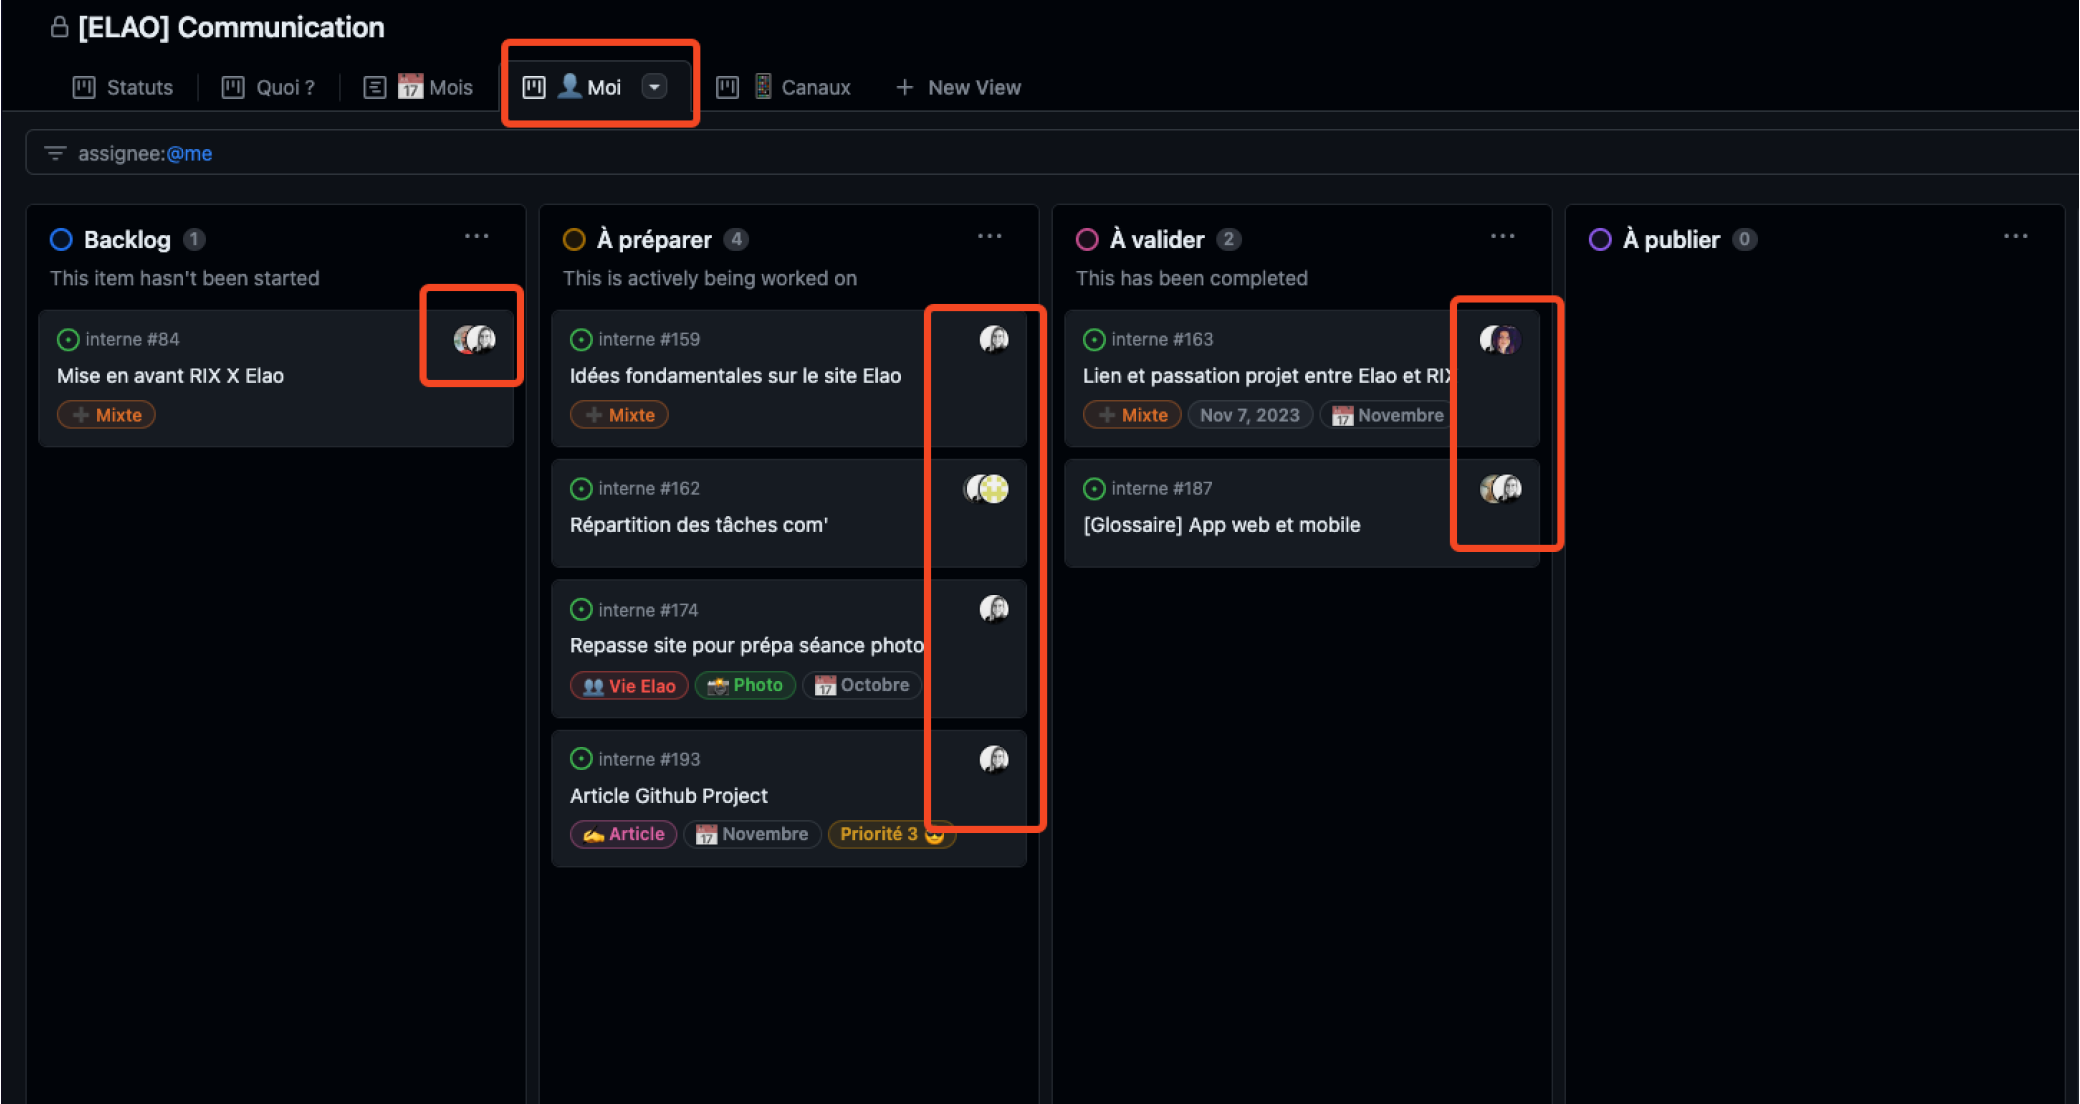 [ELAO] Communication
Statuts
Quoi ?
Mois
Moi
Canaux
+ New View
assignee:@me
Backlog 1
This item hasn't been started
interne #84
Mise en avant RIX X Elao
➕ Mixte
À préparer 4
This is actively being worked on
interne #159
Idées fondamentales sur le site Elao
➕ Mixte
interne #162
Répartition des tâches com'
interne #174
Repasse site pour prépa séance photo
👥 Vie Elao 📸 Photo 📅 Octobre
interne #193
Article Github Project
✍️ Article 📅 Novembre Priorité 3 😎
À valider 2
This has been completed
interne #163
Lien et passation projet entre Elao et RIX
➕ Mixte Nov 7, 2023 📅 Novembre
interne #187
[Glossaire] App web et mobile
À publier 0